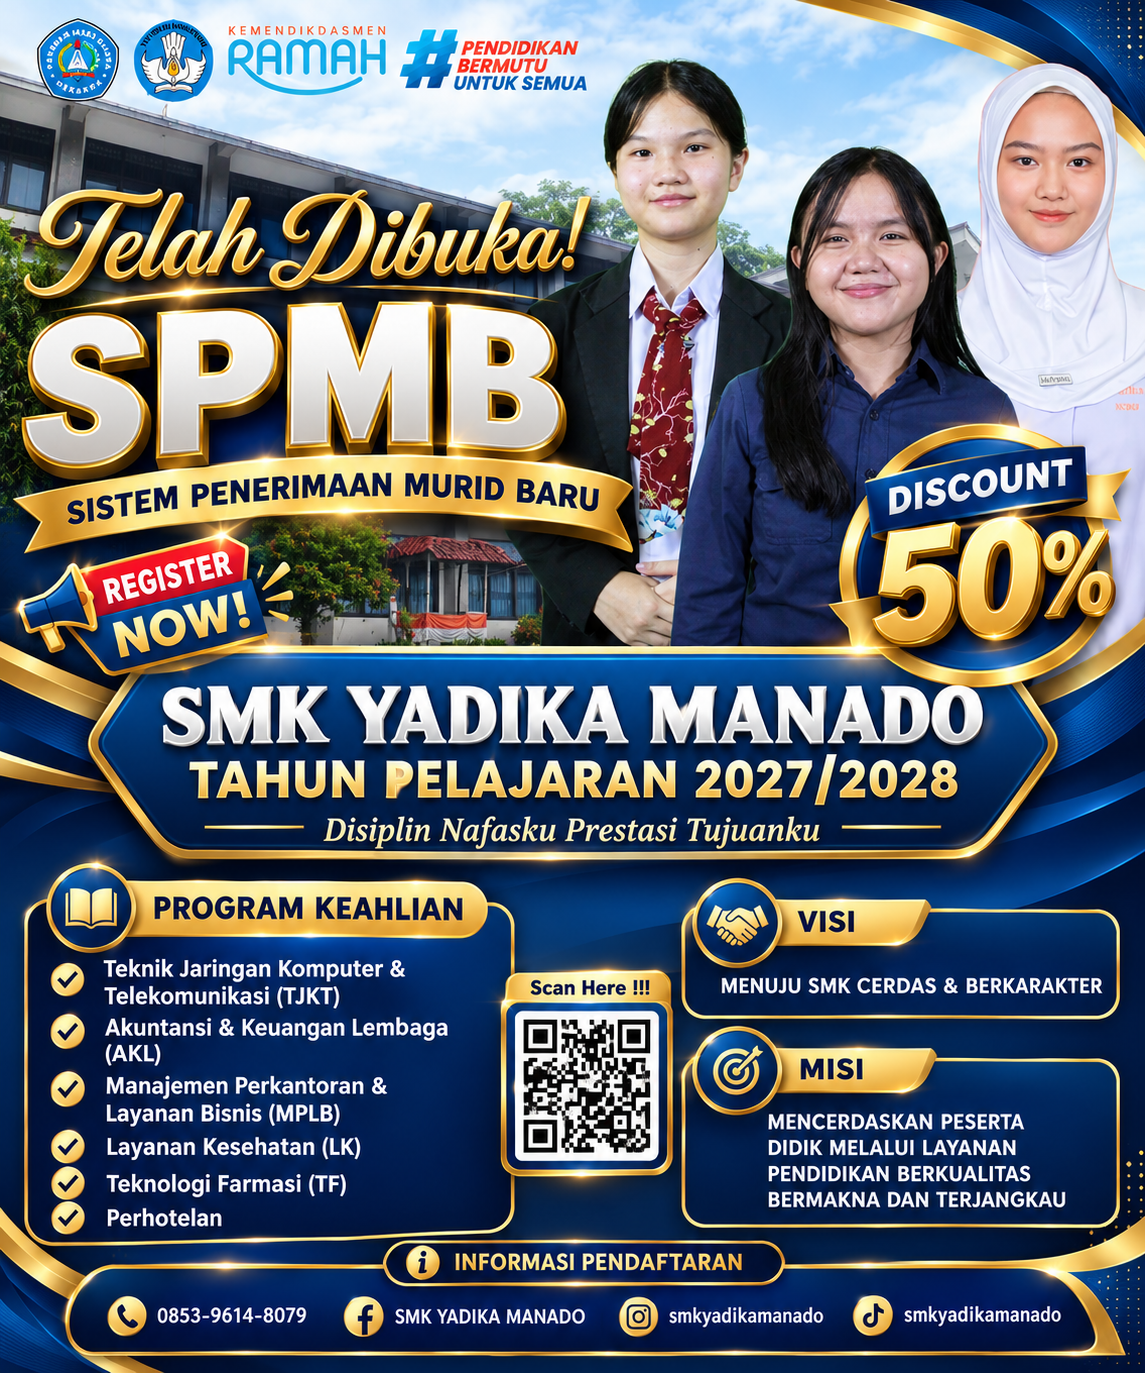 KEMENDIKDASMEN
RAMAH
#PENDIDIKAN
BERMUTU
UNTUK SEMUA
Telah Dibuka!
SPMB
SISTEM PENERIMAAN MURID BARU
REGISTER
NOW!
DISCOUNT
50%
SMK YADIKA MANADO
TAHUN PELAJARAN 2027/2028
Disiplin Nafasku Prestasi Tujuanku
PROGRAM KEAHLIAN
Teknik Jaringan Komputer &
Telekomunikasi (TJKT)
Akuntansi & Keuangan Lembaga
(AKL)
Manajemen Perkantoran &
Layanan Bisnis (MPLB)
Layanan Kesehatan (LK)
Teknologi Farmasi (TF)
Perhotelan
Scan Here !!!
VISI
MENUJU SMK CERDAS & BERKARAKTER
MISI
MENCERDASKAN PESERTA
DIDIK MELALUI LAYANAN
PENDIDIKAN BERKUALITAS
BERMAKNA DAN TERJANGKAU
INFORMASI PENDAFTARAN
0853-9614-8079
SMK YADIKA MANADO
smkyadikamanado
smkyadikamanado